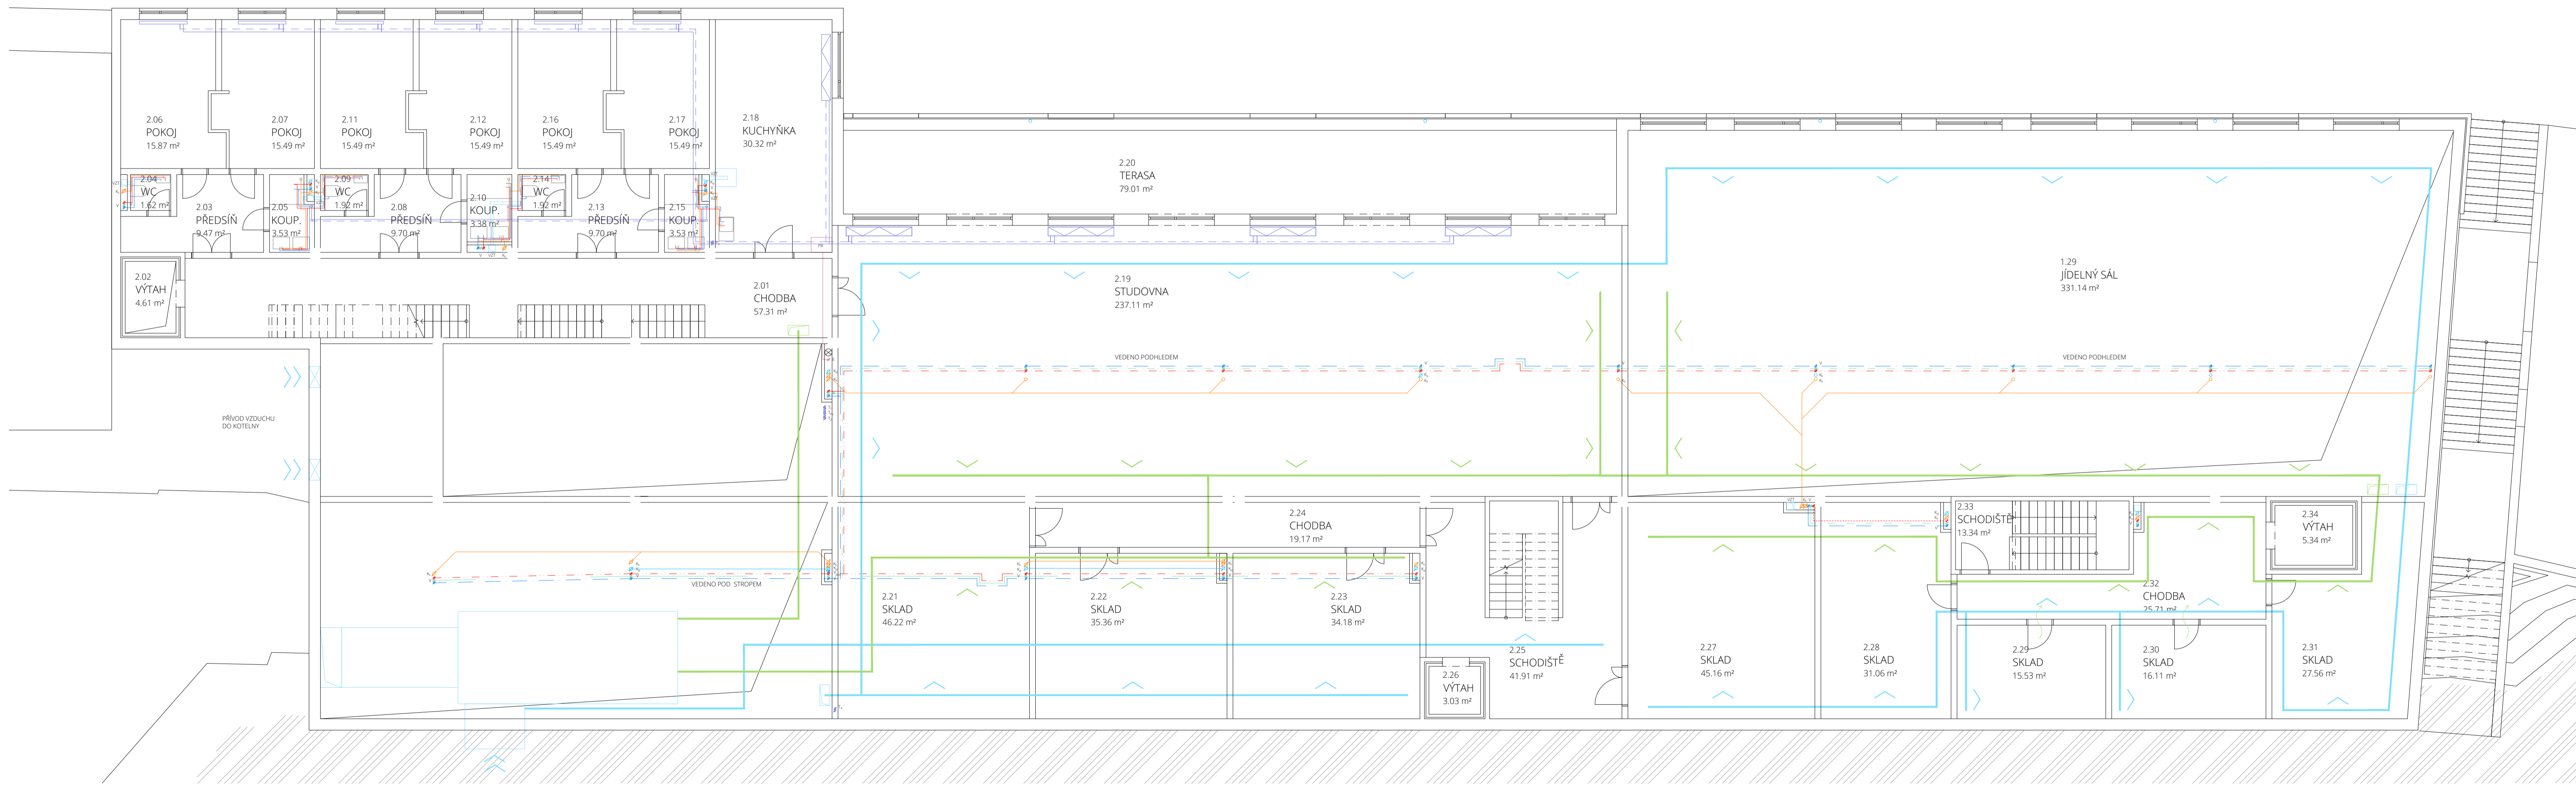 2.06
POKOJ
15.87 m²
2.07
POKOJ
15.49 m²
2.11
POKOJ
15.49 m²
2.12
POKOJ
15.49 m²
2.16
POKOJ
15.49 m²
2.17
POKOJ
15.49 m²
2.18
KUCHYŇKA
30.32 m²
2.04
WC
1.62 m²
2.03
PŘEDSÍŇ
9.47 m²
2.05
KOUP.
3.53 m²
2.09
WC
1.92 m²
2.08
PŘEDSÍŇ
9.70 m²
2.10
KOUP.
3.38 m²
2.14
WC
1.92 m²
2.13
PŘEDSÍŇ
9.70 m²
2.15
KOUP.
3.53 m²
V VZT
2.02
VÝTAH
4.61 m²
2.01
CHODBA
57.31 m²
2.20
TERASA
79.01 m²
2.19
STUDOVNA
237.11 m²
1.29
JÍDELNÝ SÁL
331.14 m²
VEDENO PODHLEDEM
VEDENO PODHLEDEM
PŘÍVOD VZDUCHU
DO KOTELNY
VEDENO POD STROPEM
2.24
CHODBA
19.17 m²
VZT
2.33
SCHODIŠTĚ
13.34 m²
2.34
VÝTAH
5.34 m²
2.21
SKLAD
46.22 m²
2.22
SKLAD
35.36 m²
2.23
SKLAD
34.18 m²
2.25
SCHODIŠTĚ
41.91 m²
2.26
VÝTAH
3.03 m²
2.27
SKLAD
45.16 m²
2.28
SKLAD
31.06 m²
2.32
CHODBA
25.71 m²
2.29
SKLAD
15.53 m²
2.30
SKLAD
16.11 m²
2.31
SKLAD
27.56 m²